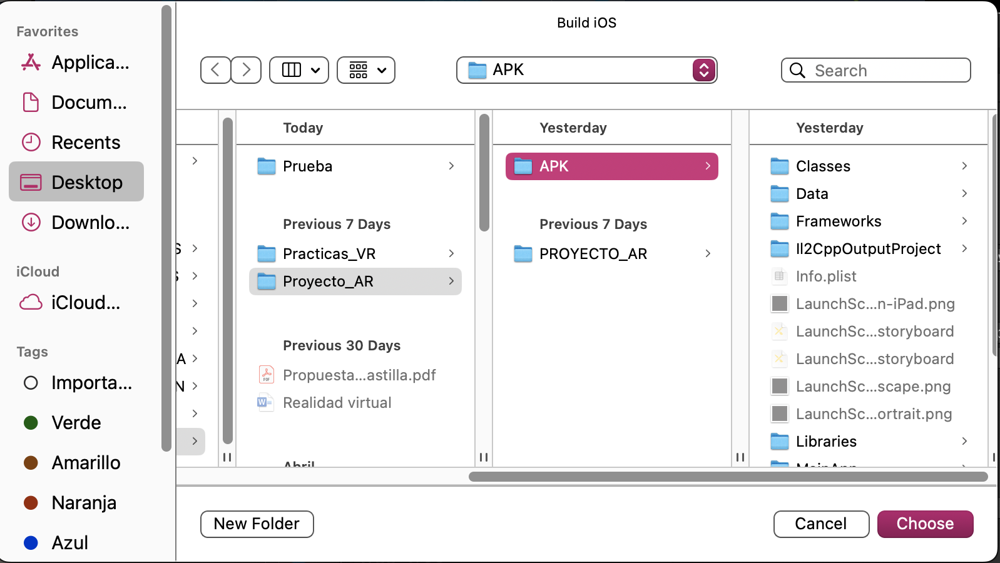 Build iOS
Favorites
Applica...
Docum...
Recents
Desktop
Downlo...
iCloud
iCloud...
Tags
Importa...
Verde
Amarillo
Naranja
Azul
APK
Search
S
A
N
Today
Prueba
Previous 7 Days
Practicas_VR
Proyecto_AR
Previous 30 Days
Propuesta...astilla.pdf
Realidad virtual
Abril
Yesterday
APK
Previous 7 Days
PROYECTO_AR
Yesterday
Classes
Data
Frameworks
Il2CppOutputProject
Info.plist
LaunchSc...n-iPad.png
LaunchSc...storyboard
LaunchSc...storyboard
LaunchSc...scape.png
LaunchSc...ortrait.png
Libraries
MainApp
New Folder
Cancel
Choose